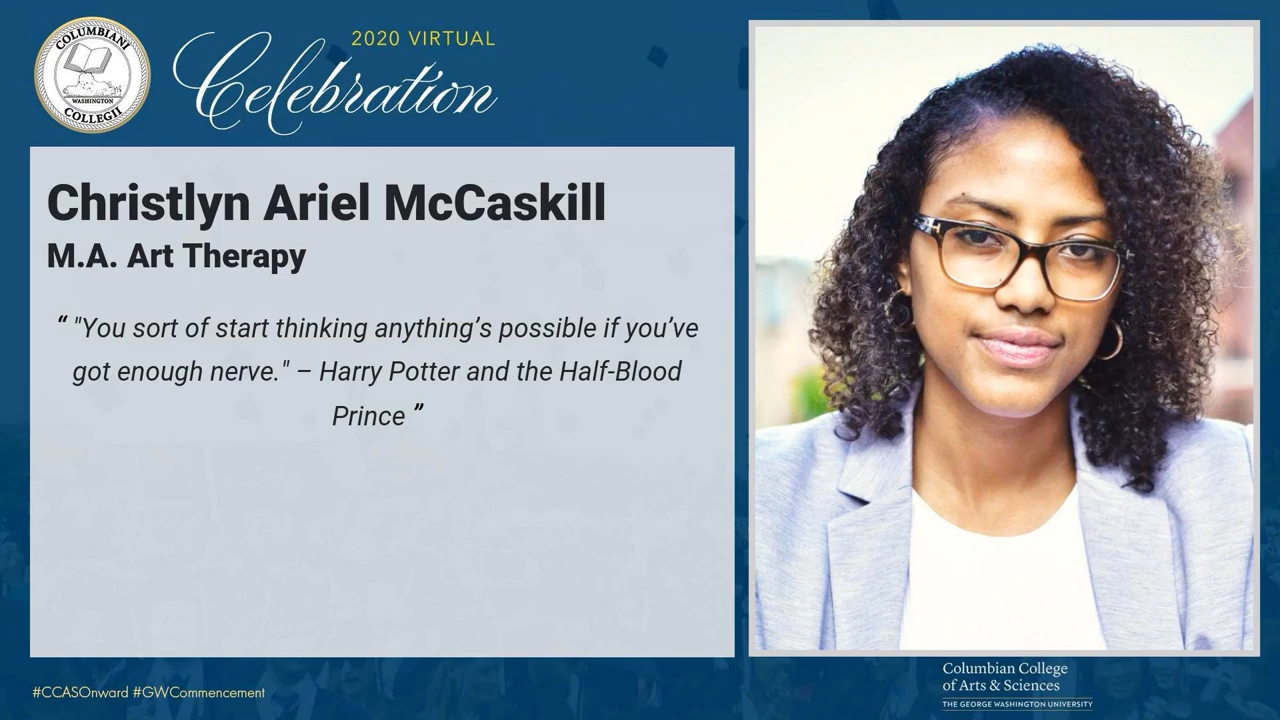 COLUMBIANI
WASHINGTON
COLLEGII
2020 VIRTUAL
Celebration
Christlyn Ariel McCaskill
M.A. Art Therapy
“ "You sort of start thinking anything’s possible if you’ve
got enough nerve." – Harry Potter and the Half-Blood
Prince ”
#CCASOnward #GWCommencement
Columbian College
of Arts & Sciences
THE GEORGE WASHINGTON UNIVERSITY